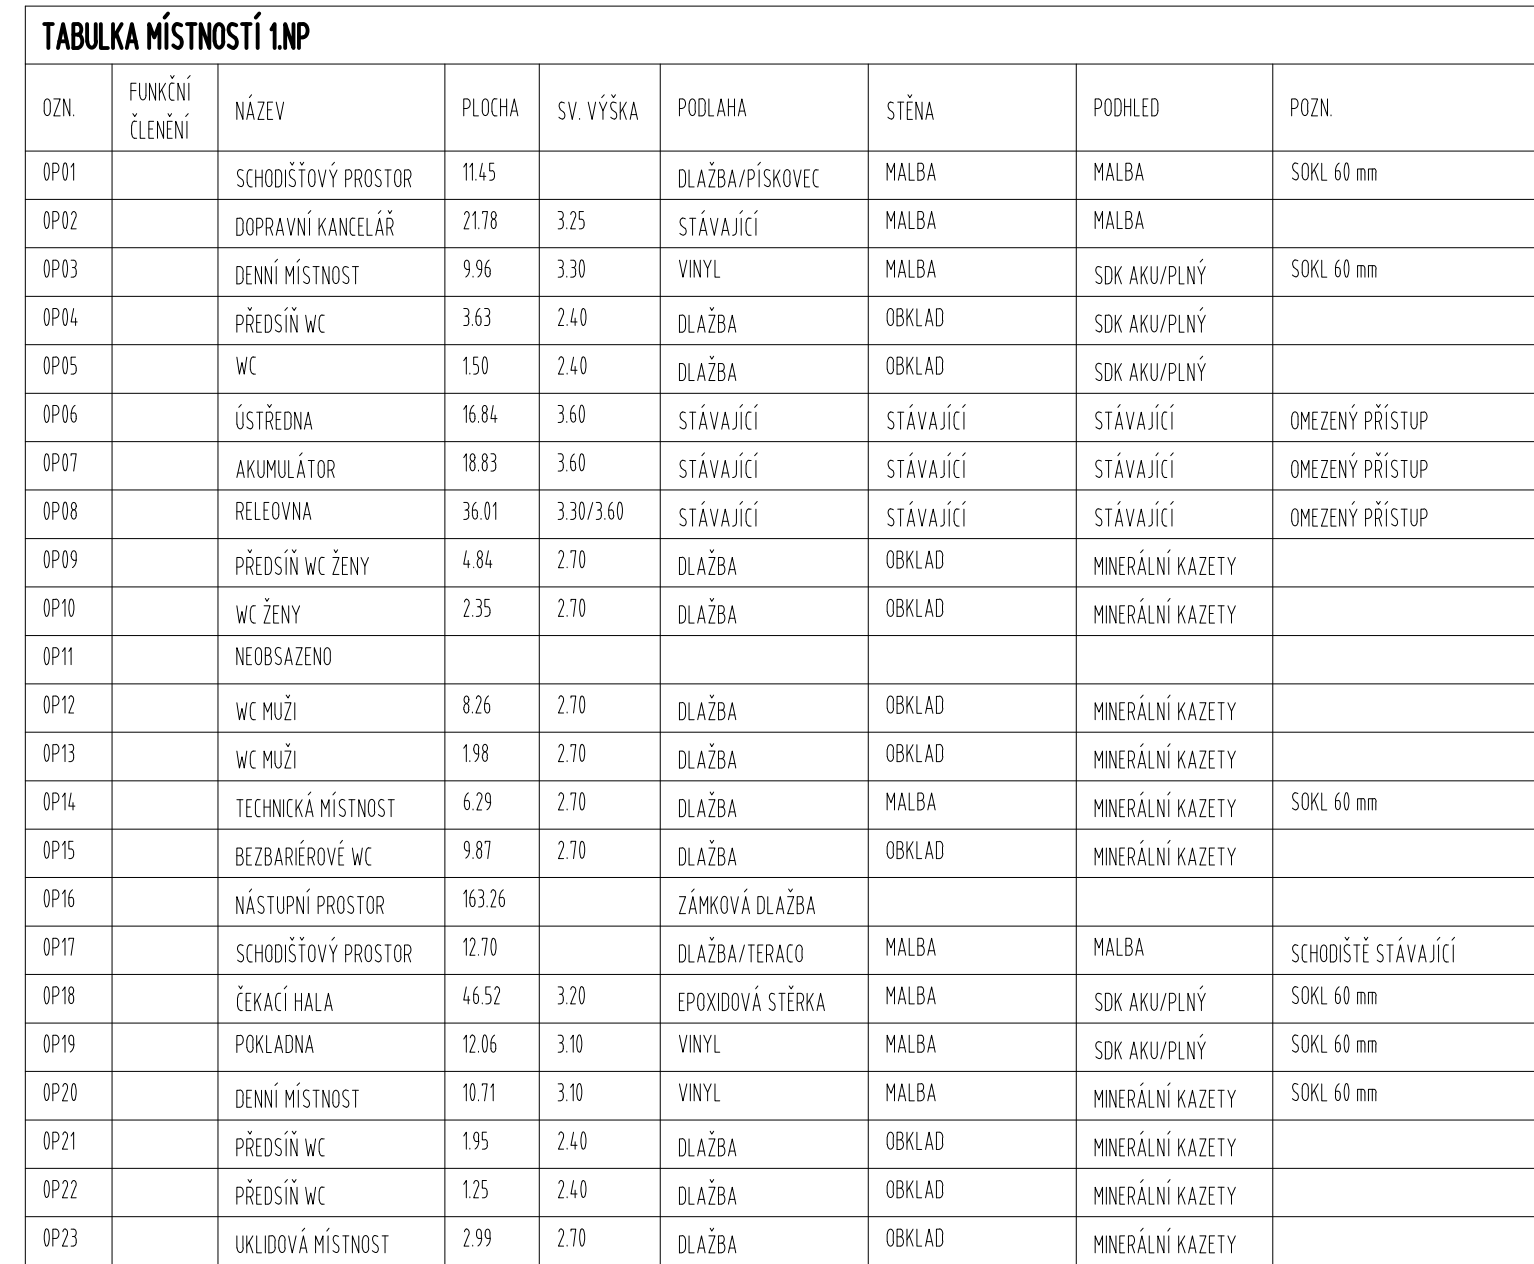 TABULKA MÍSTNOSTÍ 1.NP
OZN. FUNKČNÍ ČLENĚNÍ NÁZEV PLOCHA SV. VÝŠKA PODLAHA STĚNA PODHLED POZN.
0P01 SCHODIŠŤOVÝ PROSTOR 11.45 DLAŽBA/PÍSKOVEC MALBA MALBA SOKL 60 mm
0P02 DOPRAVNÍ KANCELÁŘ 21.78 3.25 STÁVAJÍCÍ MALBA MALBA
0P03 DENNÍ MÍSTNOST 9.96 3.30 VINYL MALBA SDK AKU/PLNÝ SOKL 60 mm
0P04 PŘEDSÍŇ WC 3.63 2.40 DLAŽBA OBKLAD SDK AKU/PLNÝ
0P05 WC 1.50 2.40 DLAŽBA OBKLAD SDK AKU/PLNÝ
0P06 ÚSTŘEDNA 16.84 3.60 STÁVAJÍCÍ STÁVAJÍCÍ STÁVAJÍCÍ OMEZENÝ PŘÍSTUP
0P07 AKUMULÁTOR 18.83 3.60 STÁVAJÍCÍ STÁVAJÍCÍ STÁVAJÍCÍ OMEZENÝ PŘÍSTUP
0P08 RELEOVNA 36.01 3.30/3.60 STÁVAJÍCÍ STÁVAJÍCÍ STÁVAJÍCÍ OMEZENÝ PŘÍSTUP
0P09 PŘEDSÍŇ WC ŽENY 4.84 2.70 DLAŽBA OBKLAD MINERÁLNÍ KAZETY
0P10 WC ŽENY 2.35 2.70 DLAŽBA OBKLAD MINERÁLNÍ KAZETY
0P11 NEOBSAZENO
0P12 WC MUŽI 8.26 2.70 DLAŽBA OBKLAD MINERÁLNÍ KAZETY
0P13 WC MUŽI 1.98 2.70 DLAŽBA OBKLAD MINERÁLNÍ KAZETY
0P14 TECHNICKÁ MÍSTNOST 6.29 2.70 DLAŽBA MALBA MINERÁLNÍ KAZETY SOKL 60 mm
0P15 BEZBARIÉROVÉ WC 9.87 2.70 DLAŽBA OBKLAD MINERÁLNÍ KAZETY
0P16 NÁSTUPNÍ PROSTOR 163.26 ZÁMKOVÁ DLAŽBA
0P17 SCHODIŠŤOVÝ PROSTOR 12.70 DLAŽBA/TERACO MALBA MALBA SCHODIŠTĚ STÁVAJÍCÍ
0P18 ČEKACÍ HALA 46.52 3.20 EPOXIDOVÁ STĚRKA MALBA SDK AKU/PLNÝ SOKL 60 mm
0P19 POKLADNA 12.06 3.10 VINYL MALBA SDK AKU/PLNÝ SOKL 60 mm
0P20 DENNÍ MÍSTNOST 10.71 3.10 VINYL MALBA MINERÁLNÍ KAZETY SOKL 60 mm
0P21 PŘEDSÍŇ WC 1.95 2.40 DLAŽBA OBKLAD MINERÁLNÍ KAZETY
0P22 PŘEDSÍŇ WC 1.25 2.40 DLAŽBA OBKLAD MINERÁLNÍ KAZETY
0P23 UKLIDOVÁ MÍSTNOST 2.99 2.70 DLAŽBA OBKLAD MINERÁLNÍ KAZETY